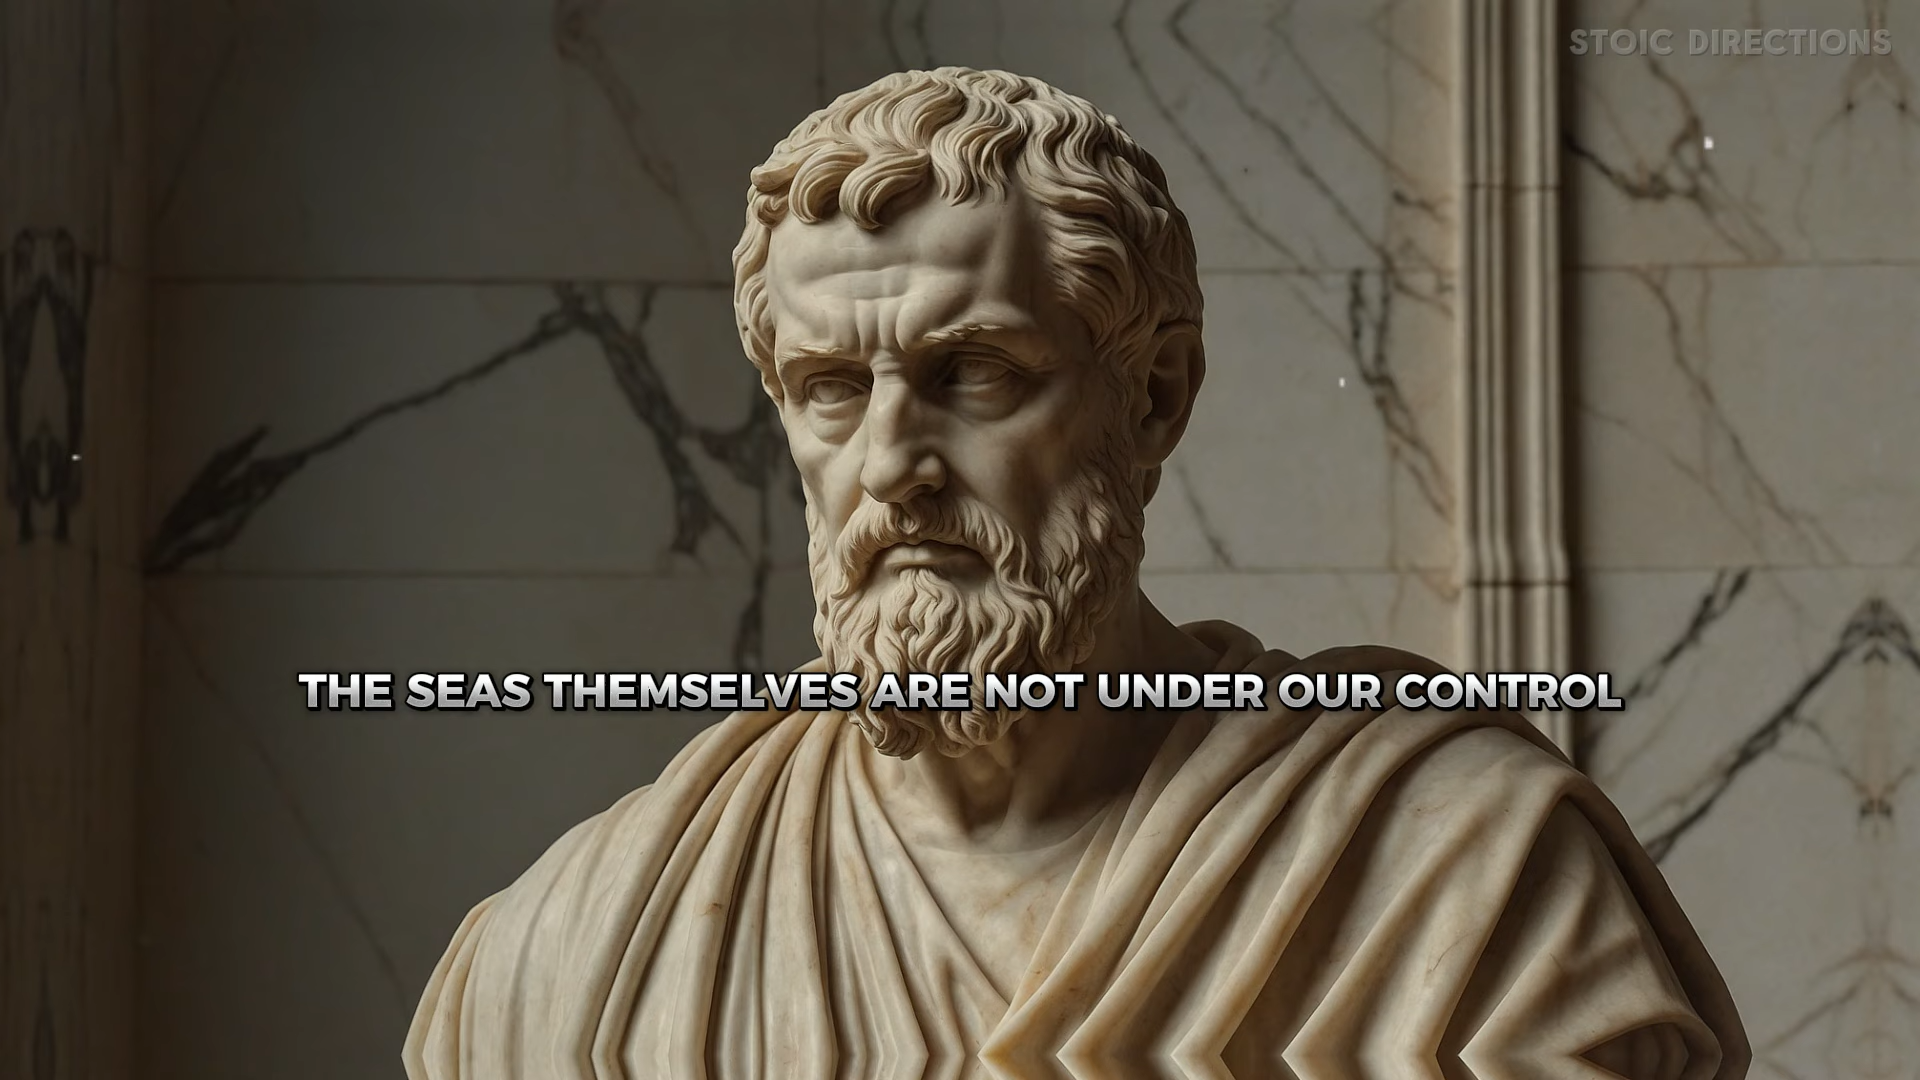 STOIC DIRECTIONS
THE SEAS THEMSELVES ARE NOT UNDER OUR CONTROL